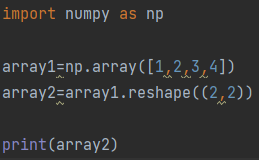 import numpy as np
array1=np.array([1,2,3,4])
array2=array1.reshape((2,2))
print(array2)